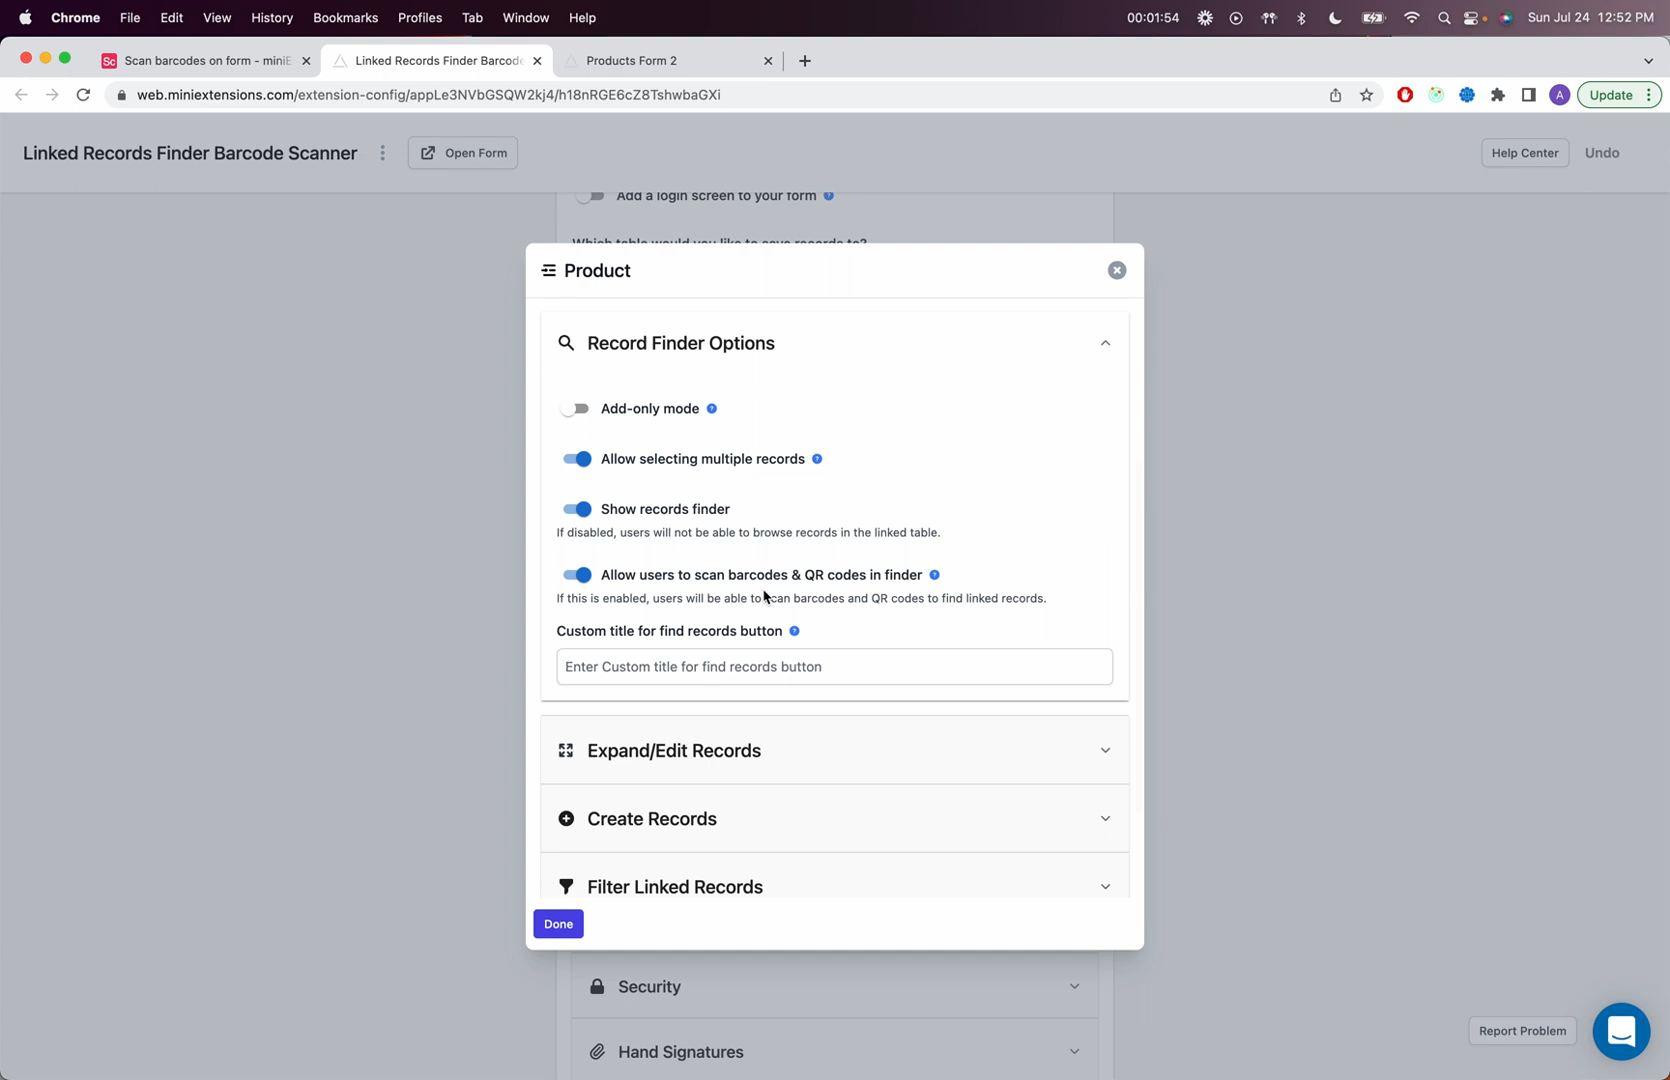 Chrome File Edit View History Bookmarks Profiles Tab Window Help 00:01:54 Sun Jul 24 12:52 PM
Sc Scan barcodes on form - miniE Linked Records Finder Barcode Products Form 2
web.miniextensions.com/extension-config/appLe3NVbGSQW2kj4/h18nRGE6cZ8TshwbaGXi A Update
Linked Records Finder Barcode Scanner Open Form Help Center Undo
Add a login screen to your form ?
Which table would you like to save records to?
Product
Record Finder Options
Add-only mode ?
Allow selecting multiple records ?
Show records finder
If disabled, users will not be able to browse records in the linked table.
Allow users to scan barcodes & QR codes in finder ?
If this is enabled, users will be able to scan barcodes and QR codes to find linked records.
Custom title for find records button ?
Enter Custom title for find records button
Expand/Edit Records
Create Records
Filter Linked Records
Done
Security
Report Problem
Hand Signatures